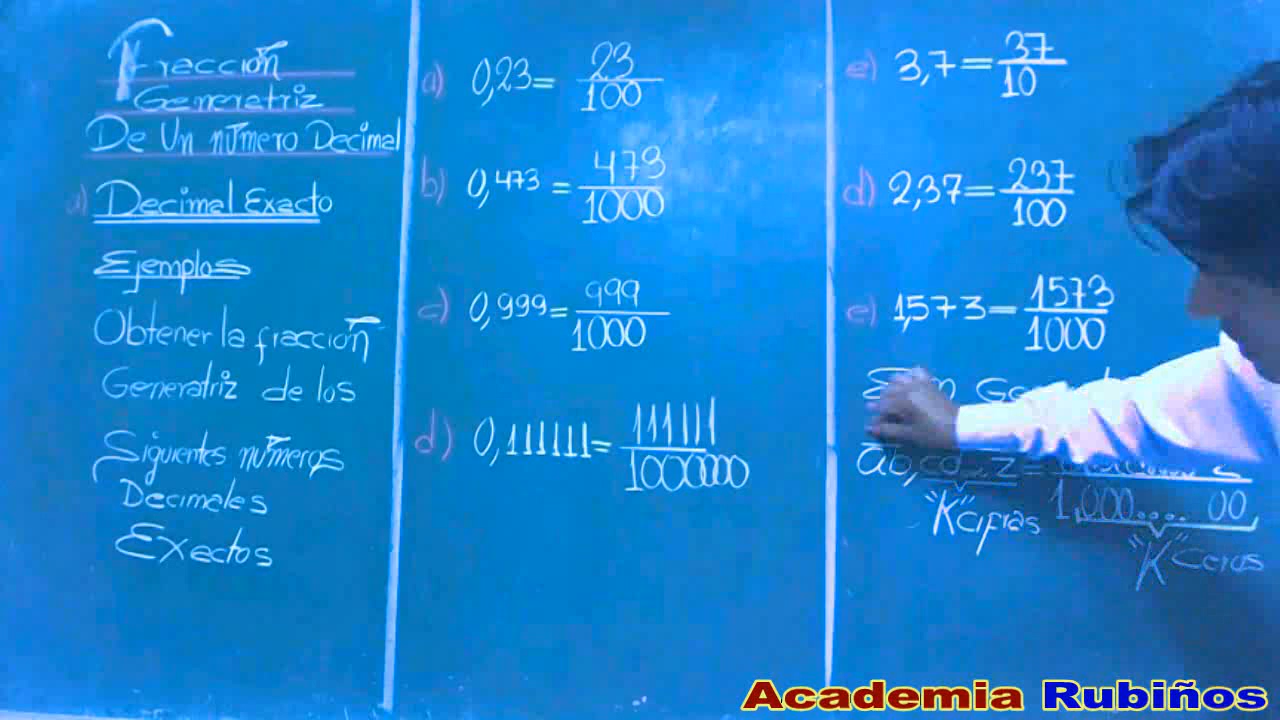 Fracción
Generatriz
De Un número Decimal
a) Decimal Exacto
Ejemplos
Obtener la fracción
Generatriz de los
Siguientes números
Decimales
Exactos
a) 0,23 = 23/100
b) 0,473 = 473/1000
c) 0,999 = 999/1000
d) 0,111111 = 111111/1000000
e) 3,7 = 37/10
d) 2,37 = 237/100
e) 1,573 = 1573/1000
ab,cd...z =
1,000.... 00,
"K" cifras
"K" Ceros
Academia Rubiños